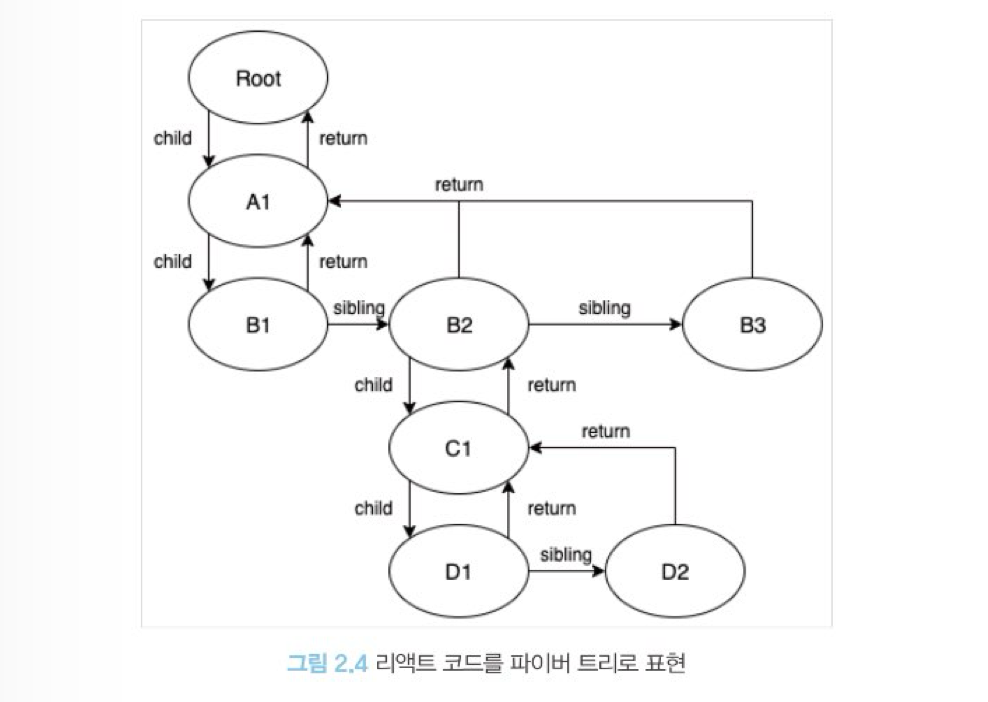 Root
child
return
A1
return
child
return
B1
sibling
B2
sibling
B3
child
return
C1
return
child
return
D1
sibling
D2
그림 2.4 리액트 코드를 파이버 트리로 표현